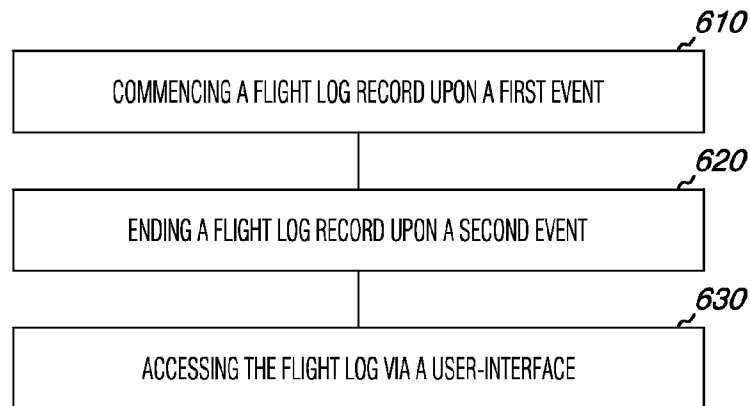 610
COMMENCING A FLIGHT LOG RECORD UPON A FIRST EVENT
620
ENDING A FLIGHT LOG RECORD UPON A SECOND EVENT
630
ACCESSING THE FLIGHT LOG VIA A USER-INTERFACE